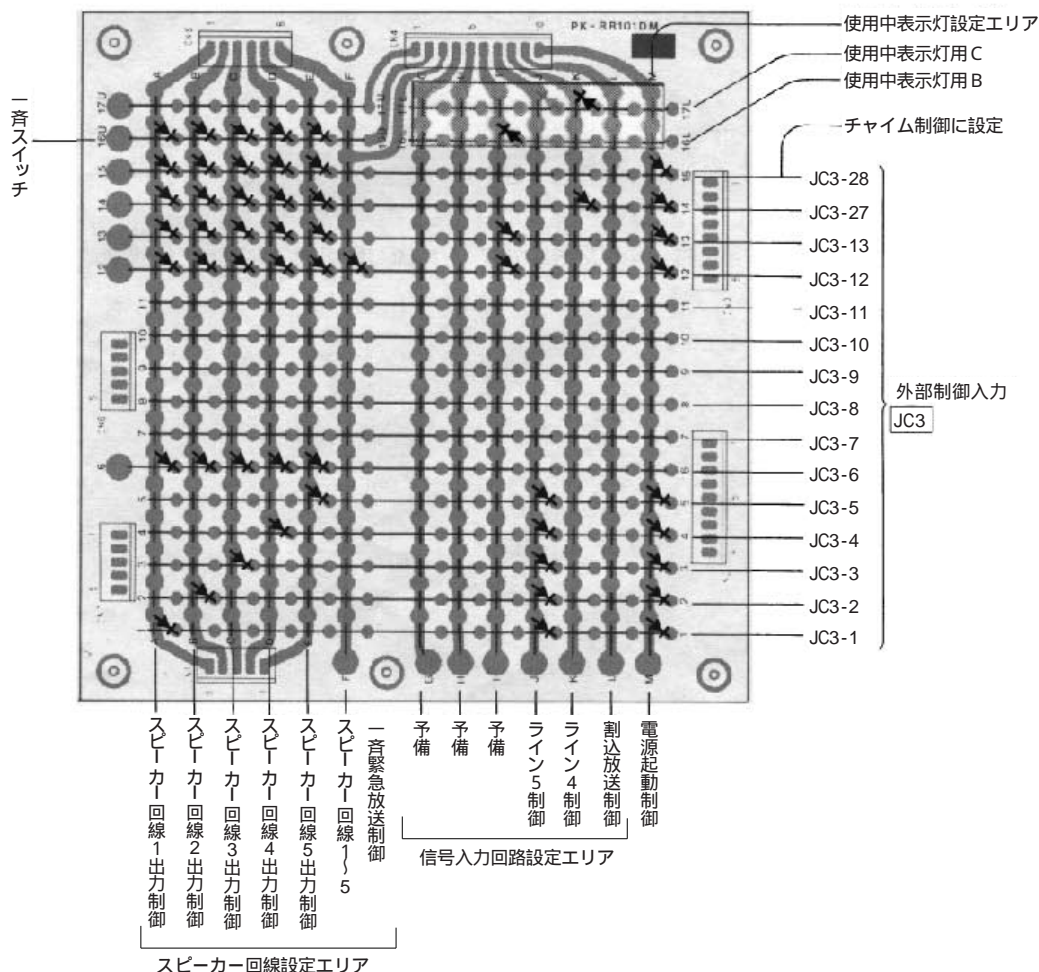 PK-RR101DM
使用中表示灯設定エリア
使用中表示灯用C
使用中表示灯用B
チャイム制御に設定
一斉スイッチ
JC3-28
JC3-27
JC3-13
JC3-12
JC3-11
JC3-10
JC3-9
JC3-8
JC3-7
JC3-6
JC3-5
JC3-4
JC3-3
JC3-2
JC3-1
外部制御入力
JC3
スピーカー回線1出力制御
スピーカー回線2出力制御
スピーカー回線3出力制御
スピーカー回線4出力制御
スピーカー回線5出力制御
スピーカー回線1~5
一斉緊急放送制御
予備
予備
予備
ライン5制御
ライン4制御
割込放送制御
電源起動制御
信号入力回路設定エリア
スピーカー回線設定エリア